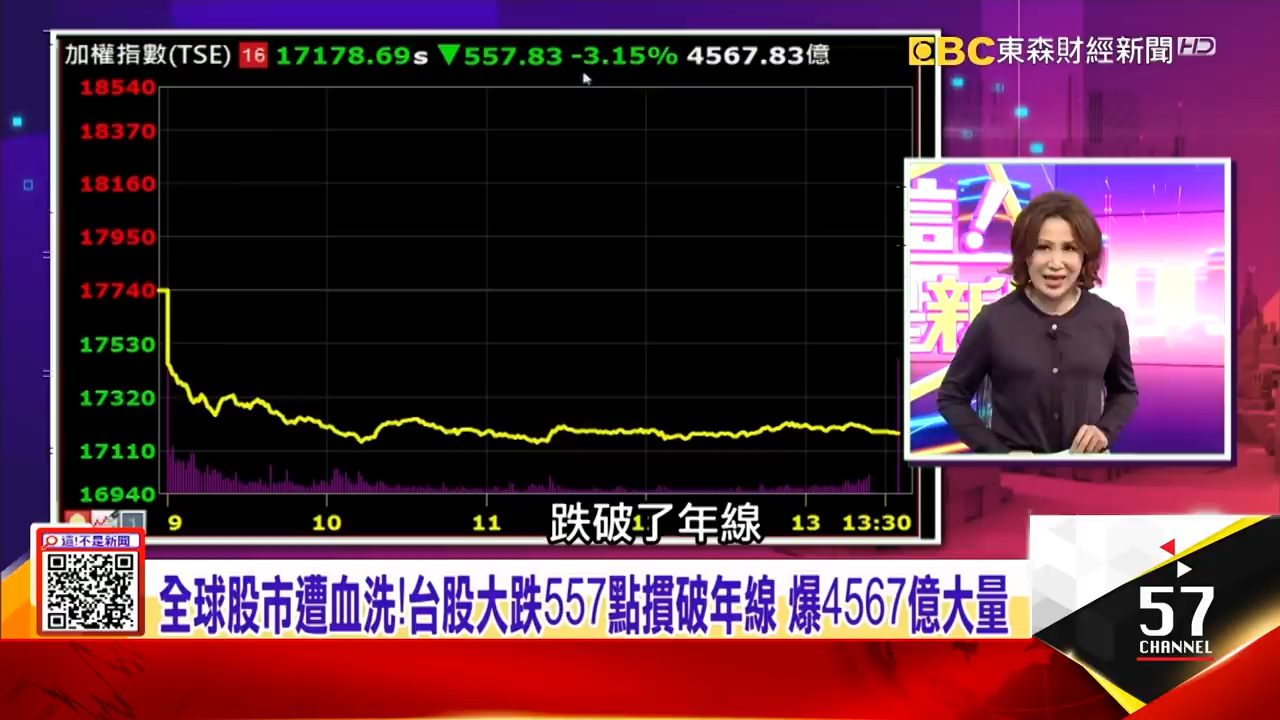 加權指數(TSE) 16 17178.69s ▼557.83 -3.15% 4567.83億
EBC東森財經新聞HD
18540
18370
18160
17950
17740
17530
17320
17110
16940
9 10 11 12 13 13:30
信!
新
跌破了年線
這!不是新聞
全球股市遭血洗!台股大跌557點摜破年線 爆4567億大量
57
CHANNEL